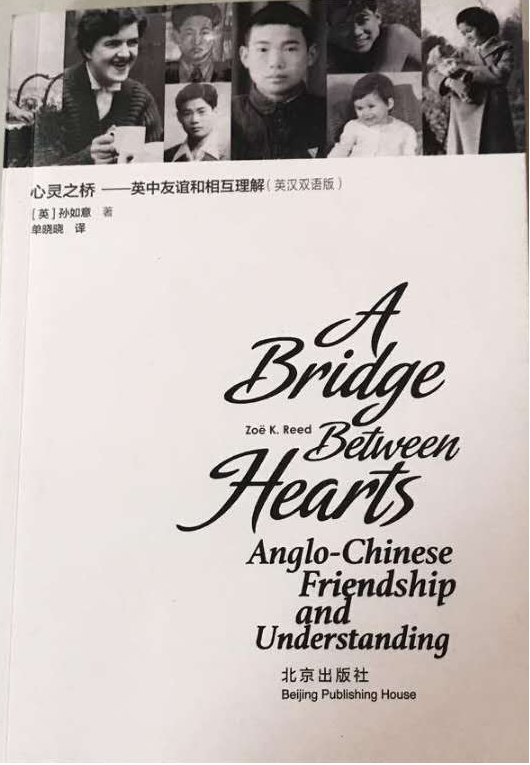 心灵之桥 ——英中友谊和相互理解(英汉双语版)
[英]孙如意 著
单晓晓 译
A
Bridge
Zoë K. Reed Between
Hearts
Anglo-Chinese
Friendship
and
Understanding
北京出版社
Beijing Publishing House